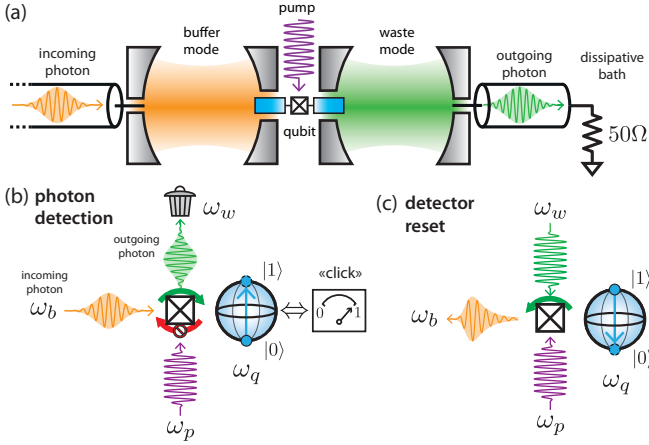 (a)
incoming
photon
buffer
mode
pump
qubit
waste
mode
outgoing
photon
dissipative
bath
50Ω
(b) photon
detection
ω_w
outgoing
photon
incoming
photon
ω_b
|1⟩
|0⟩
ω_q
«click»
0 1
ω_p
(c) detector
reset
ω_w
ω_b
|1⟩
|0⟩
ω_q
ω_p